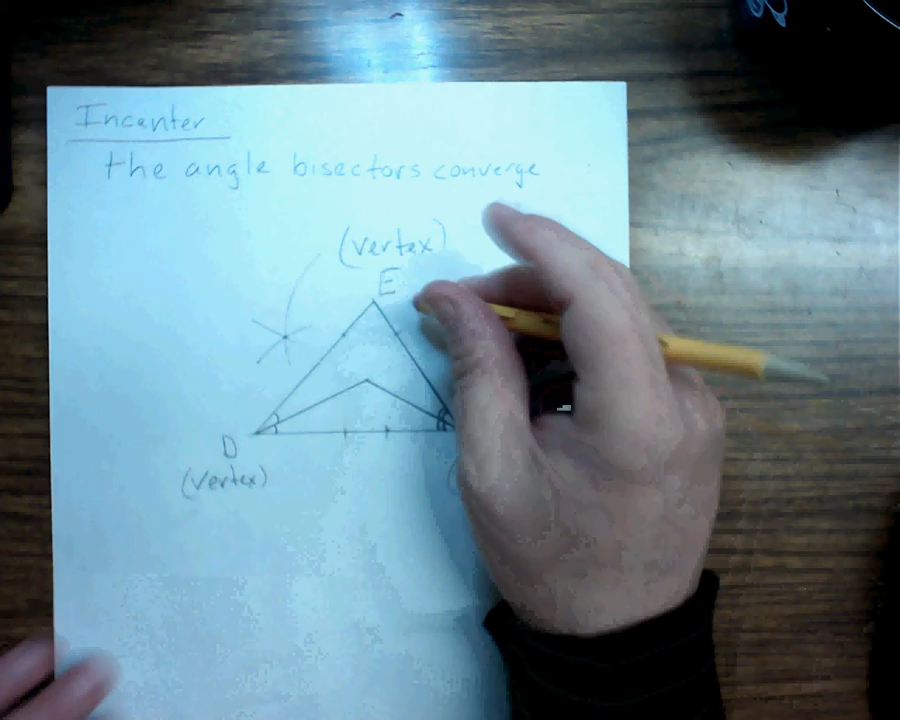 Incenter
the angle bisectors converge
(vertex)
E
D
(vertex)